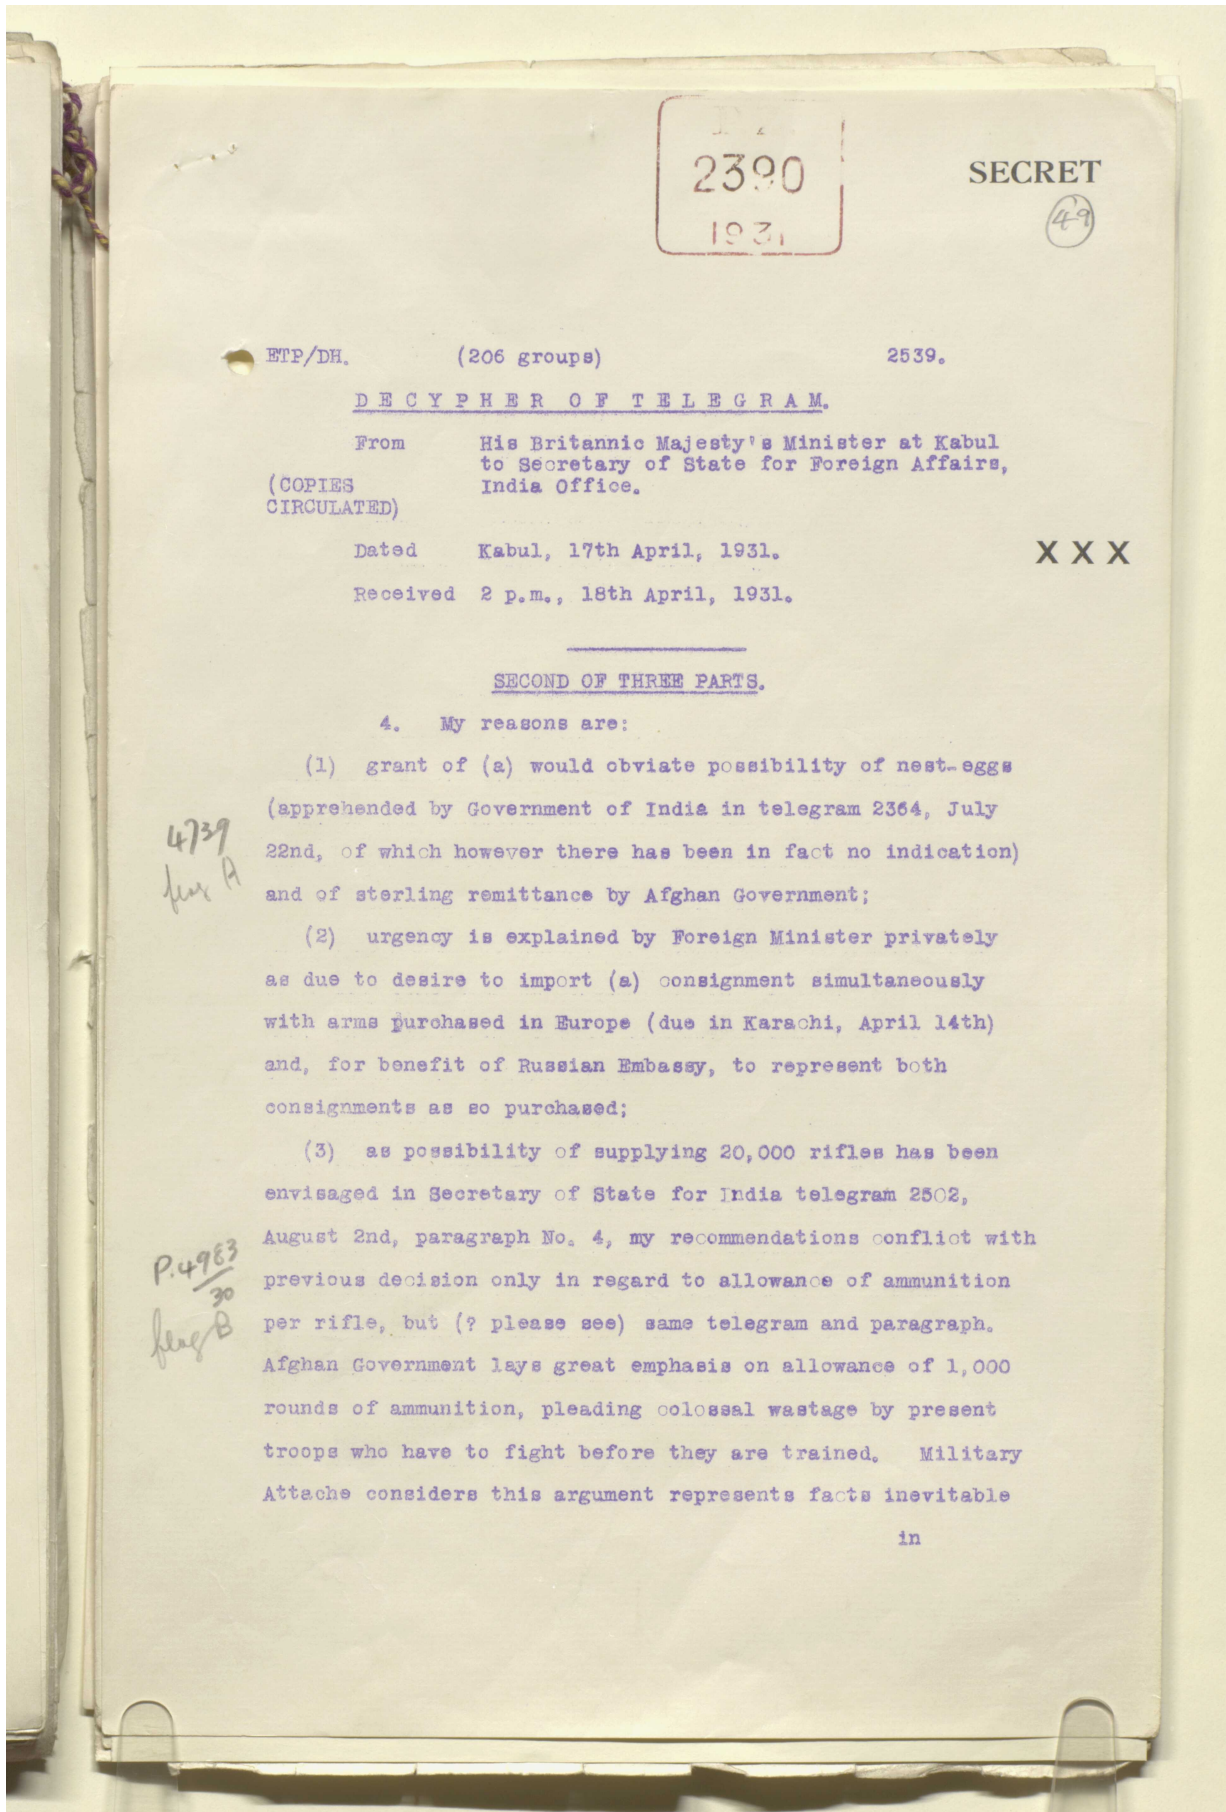 2390
1931
SECRET
49
ETP/DH. (206 groups) 2539.
DECYPHER OF TELEGRAM.
From His Britannic Majesty's Minister at Kabul
to Secretary of State for Foreign Affairs,
(COPIES India Office.
CIRCULATED)
Dated Kabul, 17th April, 1931.
XXX
Received 2 p.m., 18th April, 1931.
SECOND OF THREE PARTS.
4. My reasons are:
(1) grant of (a) would obviate possibility of nest-eggs
(apprehended by Government of India in telegram 2364, July
4739
22nd, of which however there has been in fact no indication)
flag A
and of sterling remittance by Afghan Government;
(2) urgency is explained by Foreign Minister privately
as due to desire to import (a) consignment simultaneously
with arms purchased in Europe (due in Karachi, April 14th)
and, for benefit of Russian Embassy, to represent both
consignments as so purchased;
(3) as possibility of supplying 20,000 rifles has been
envisaged in Secretary of State for India telegram 2502,
August 2nd, paragraph No. 4, my recommendations conflict with
P.4983
previous decision only in regard to allowance of ammunition
30
per rifle, but (? please see) same telegram and paragraph.
flag B
Afghan Government lays great emphasis on allowance of 1,000
rounds of ammunition, pleading colossal wastage by present
troops who have to fight before they are trained. Military
Attache considers this argument represents facts inevitable
in